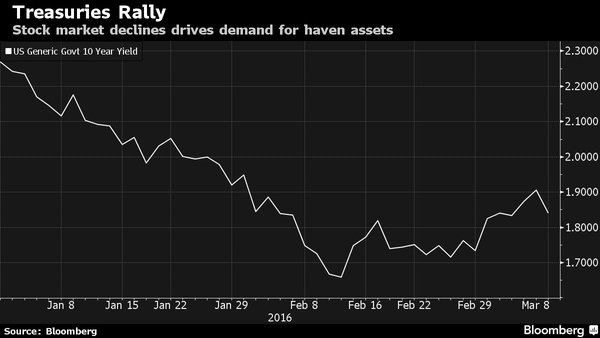 Treasuries Rally
Stock market declines drives demand for haven assets
US Generic Govt 10 Year Yield
2.3000
2.2000
2.1000
2.0000
1.9000
1.8000
1.7000
Jan 8 Jan 15 Jan 22 Jan 29 Feb 8 Feb 16 Feb 22 Feb 29 Mar 8
2016
Source: Bloomberg Bloomberg